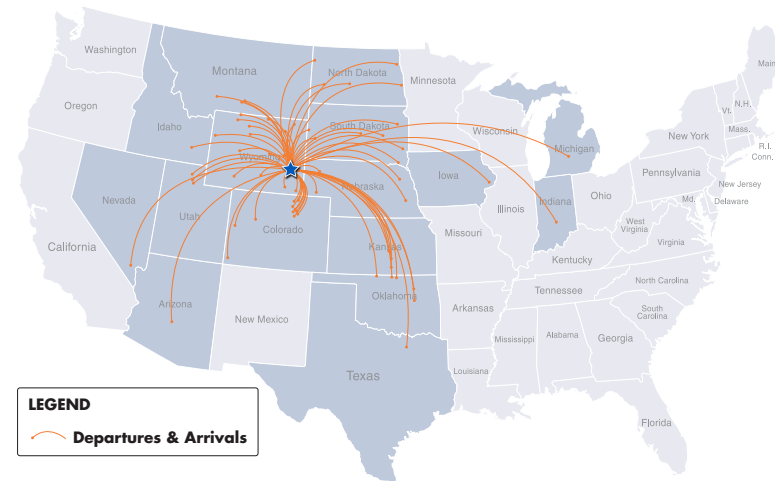 Washington
Montana
North Dakota
Minnesota
Main
Oregon
Idaho
South Dakota
Wisconsin
Michigan
Vt.
N.H.
New York
Mass.
R.I.
Conn.
Wyoming
Nebraska
Iowa
Pennsylvania
New Jersey
Nevada
Utah
Colorado
Illinois
Indiana
Ohio
Md.
Delaware
California
Kansas
Missouri
West
Virginia
Virginia
Kentucky
Arizona
New Mexico
Oklahoma
Arkansas
Tennessee
North Carolina
South
Carolina
Mississippi
Alabama
Georgia
Texas
Louisiana
Florida
LEGEND
Departures & Arrivals